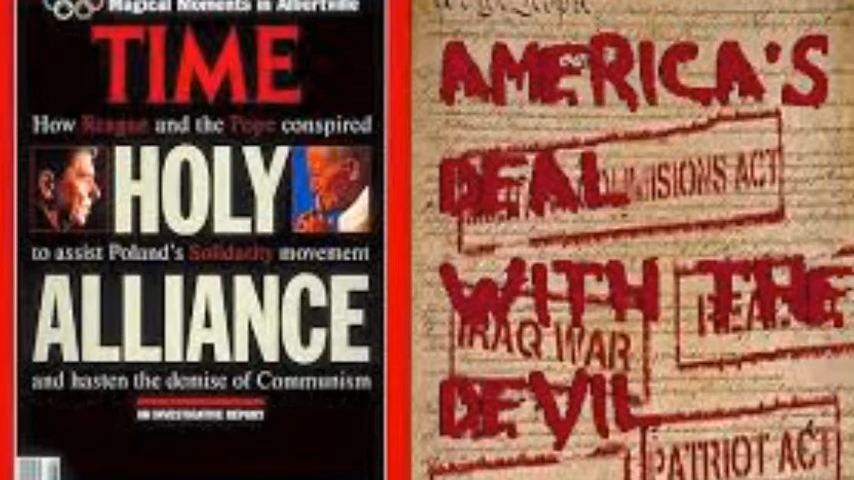 Magical Moments in Albertville
TIME
How Reagan and the Pope conspired
HOLY
to assist Poland's Solidarity movement
ALLIANCE
and hasten the demise of Communism
AN INVESTIGATIVE REPORT
AMERICA'S
DEAL
ACT
WITH THE
IRAQ WAR
DEVIL
PATRIOT ACT